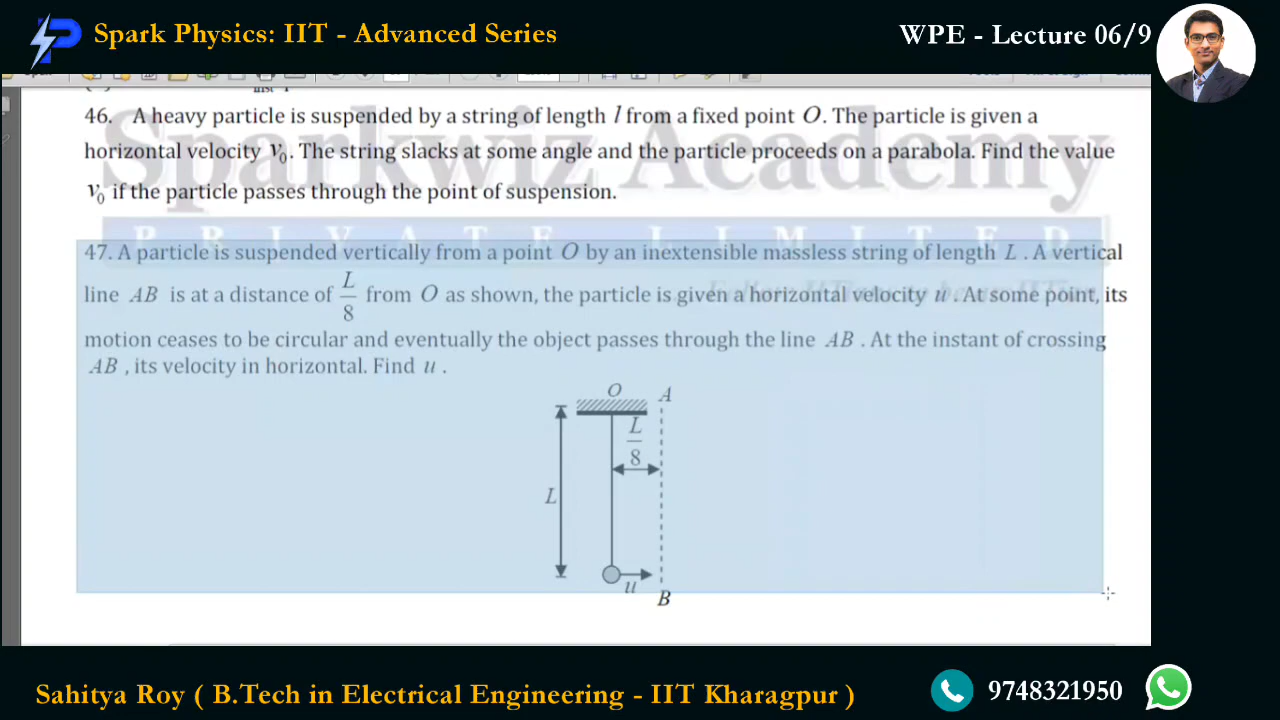 Spark Physics: IIT - Advanced Series
WPE - Lecture 06/9
46. A heavy particle is suspended by a string of length l from a fixed point O. The particle is given a
horizontal velocity v₀. The string slacks at some angle and the particle proceeds on a parabola. Find the value
v₀ if the particle passes through the point of suspension.
Sparkwiz Academy
PRIVATE LIMITED
47. A particle is suspended vertically from a point O by an inextensible massless string of length L. A vertical
line AB is at a distance of L/8 from O as shown, the particle is given a horizontal velocity u. At some point, its
motion ceases to be circular and eventually the object passes through the line AB. At the instant of crossing
AB, its velocity in horizontal. Find u.
O
A
L
8
L
u
B
Sahitya Roy ( B.Tech in Electrical Engineering - IIT Kharagpur )
9748321950